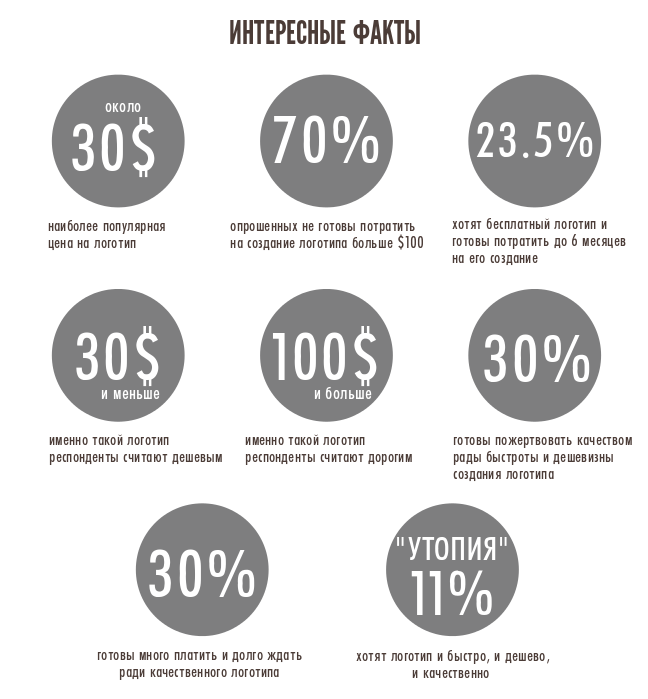 ИНТЕРЕСНЫЕ ФАКТЫ
около
30$
наиболее популярная
цена на логотип
70%
опрошенных не готовы потратить
на создание логотипа больше $100
23.5%
хотят бесплатный логотип и
готовы потратить до 6 месяцев
на его создание
30$
и меньше
именно такой логотип
респонденты считают дешевым
100$
и больше
именно такой логотип
респонденты считают дорогим
30%
готовы пожертвовать качеством
рады быстроты и дешевизны
создания логотипа
30%
готовы много платить и долго ждать
ради качественного логотипа
"УТОПИЯ"
11%
хотят логотип и быстро, и дешево,
и качественно